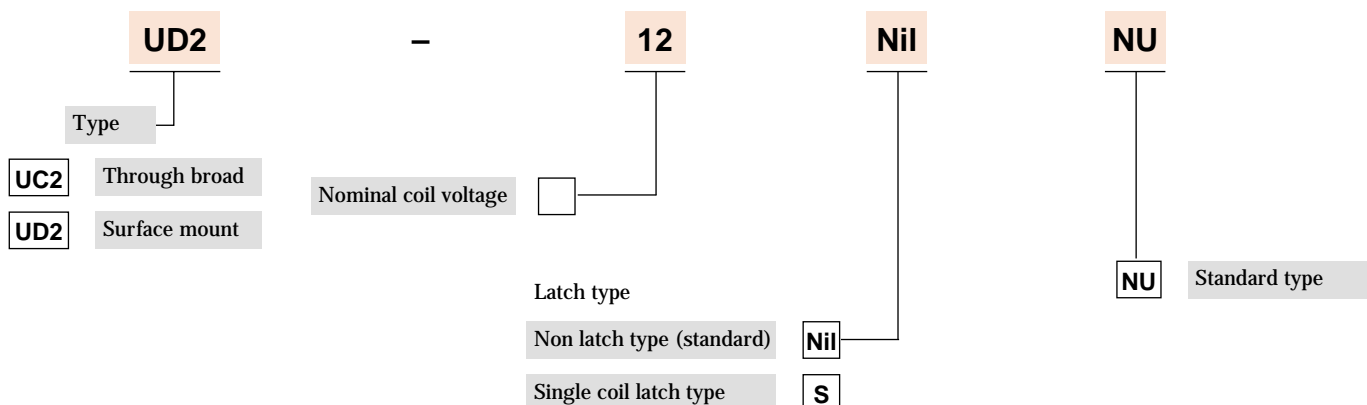 UD2 – 12 Nil NU
Type
UC2 Through broad
UD2 Surface mount
Nominal coil voltage
Latch type
Non latch type (standard) Nil
Single coil latch type S
NU Standard type